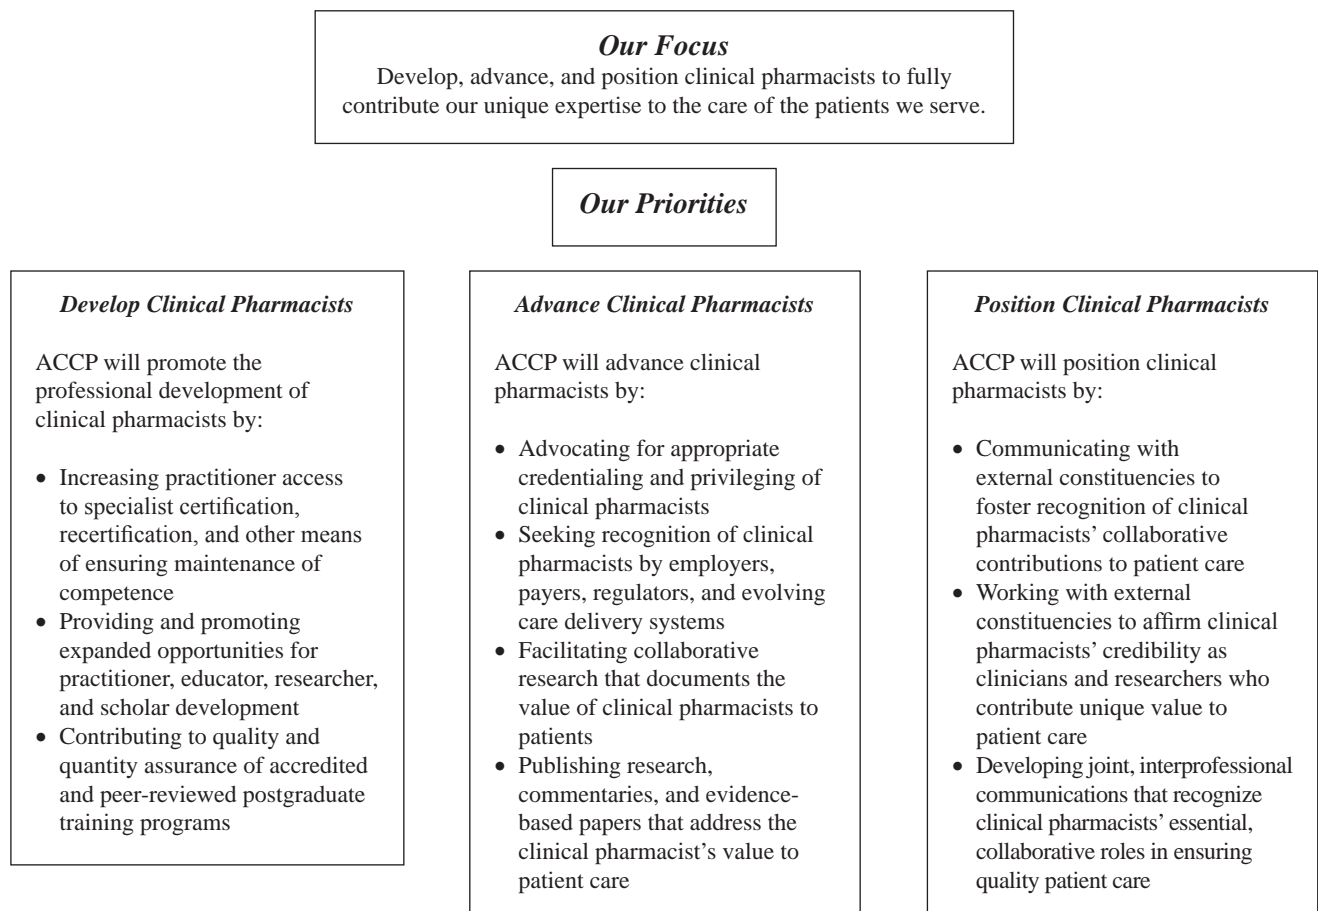 Our Focus
Develop, advance, and position clinical pharmacists to fully
contribute our unique expertise to the care of the patients we serve.
Our Priorities
Develop Clinical Pharmacists
ACCP will promote the
professional development of
clinical pharmacists by:
• Increasing practitioner access
to specialist certification,
recertification, and other means
of ensuring maintenance of
competence
• Providing and promoting
expanded opportunities for
practitioner, educator, researcher,
and scholar development
• Contributing to quality and
quantity assurance of accredited
and peer-reviewed postgraduate
training programs
Advance Clinical Pharmacists
ACCP will advance clinical
pharmacists by:
• Advocating for appropriate
credentialing and privileging of
clinical pharmacists
• Seeking recognition of clinical
pharmacists by employers,
payers, regulators, and evolving
care delivery systems
• Facilitating collaborative
research that documents the
value of clinical pharmacists to
patients
• Publishing research,
commentaries, and evidence-
based papers that address the
clinical pharmacist’s value to
patient care
Position Clinical Pharmacists
ACCP will position clinical
pharmacists by:
• Communicating with
external constituencies to
foster recognition of clinical
pharmacists’ collaborative
contributions to patient care
• Working with external
constituencies to affirm clinical
pharmacists’ credibility as
clinicians and researchers who
contribute unique value to
patient care
• Developing joint, interprofessional
communications that recognize
clinical pharmacists’ essential,
collaborative roles in ensuring
quality patient care